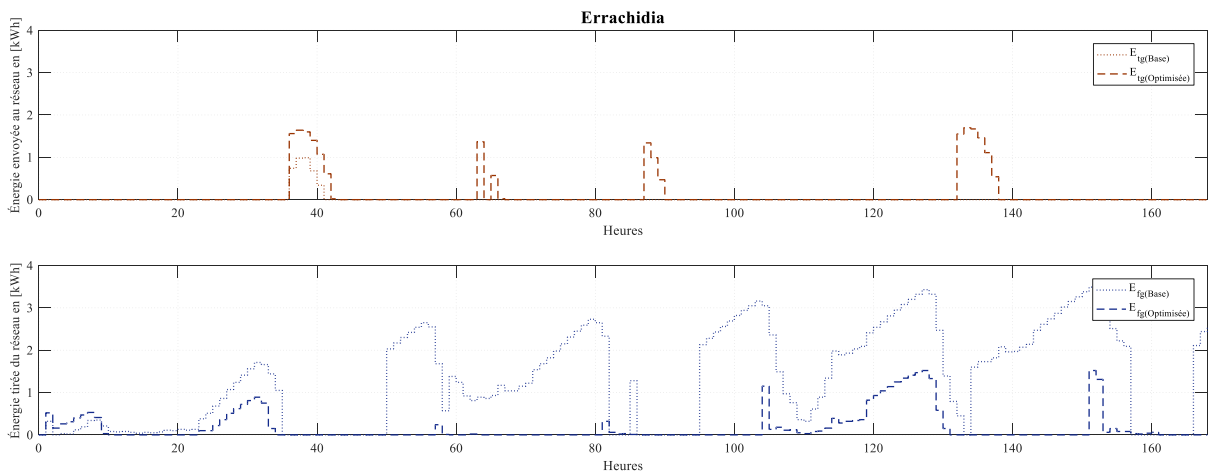 Errachidia
Énergie envoyée au réseau en [kWh]
4
3
2
1
0
0 20 40 60 80 100 120 140 160
Heures
E tg(Base)
E tg(Optimisée)
Énergie tirée du réseau en [kWh]
4
3
2
1
0
0 20 40 60 80 100 120 140 160
Heures
E fg(Base)
E fg(Optimisée)